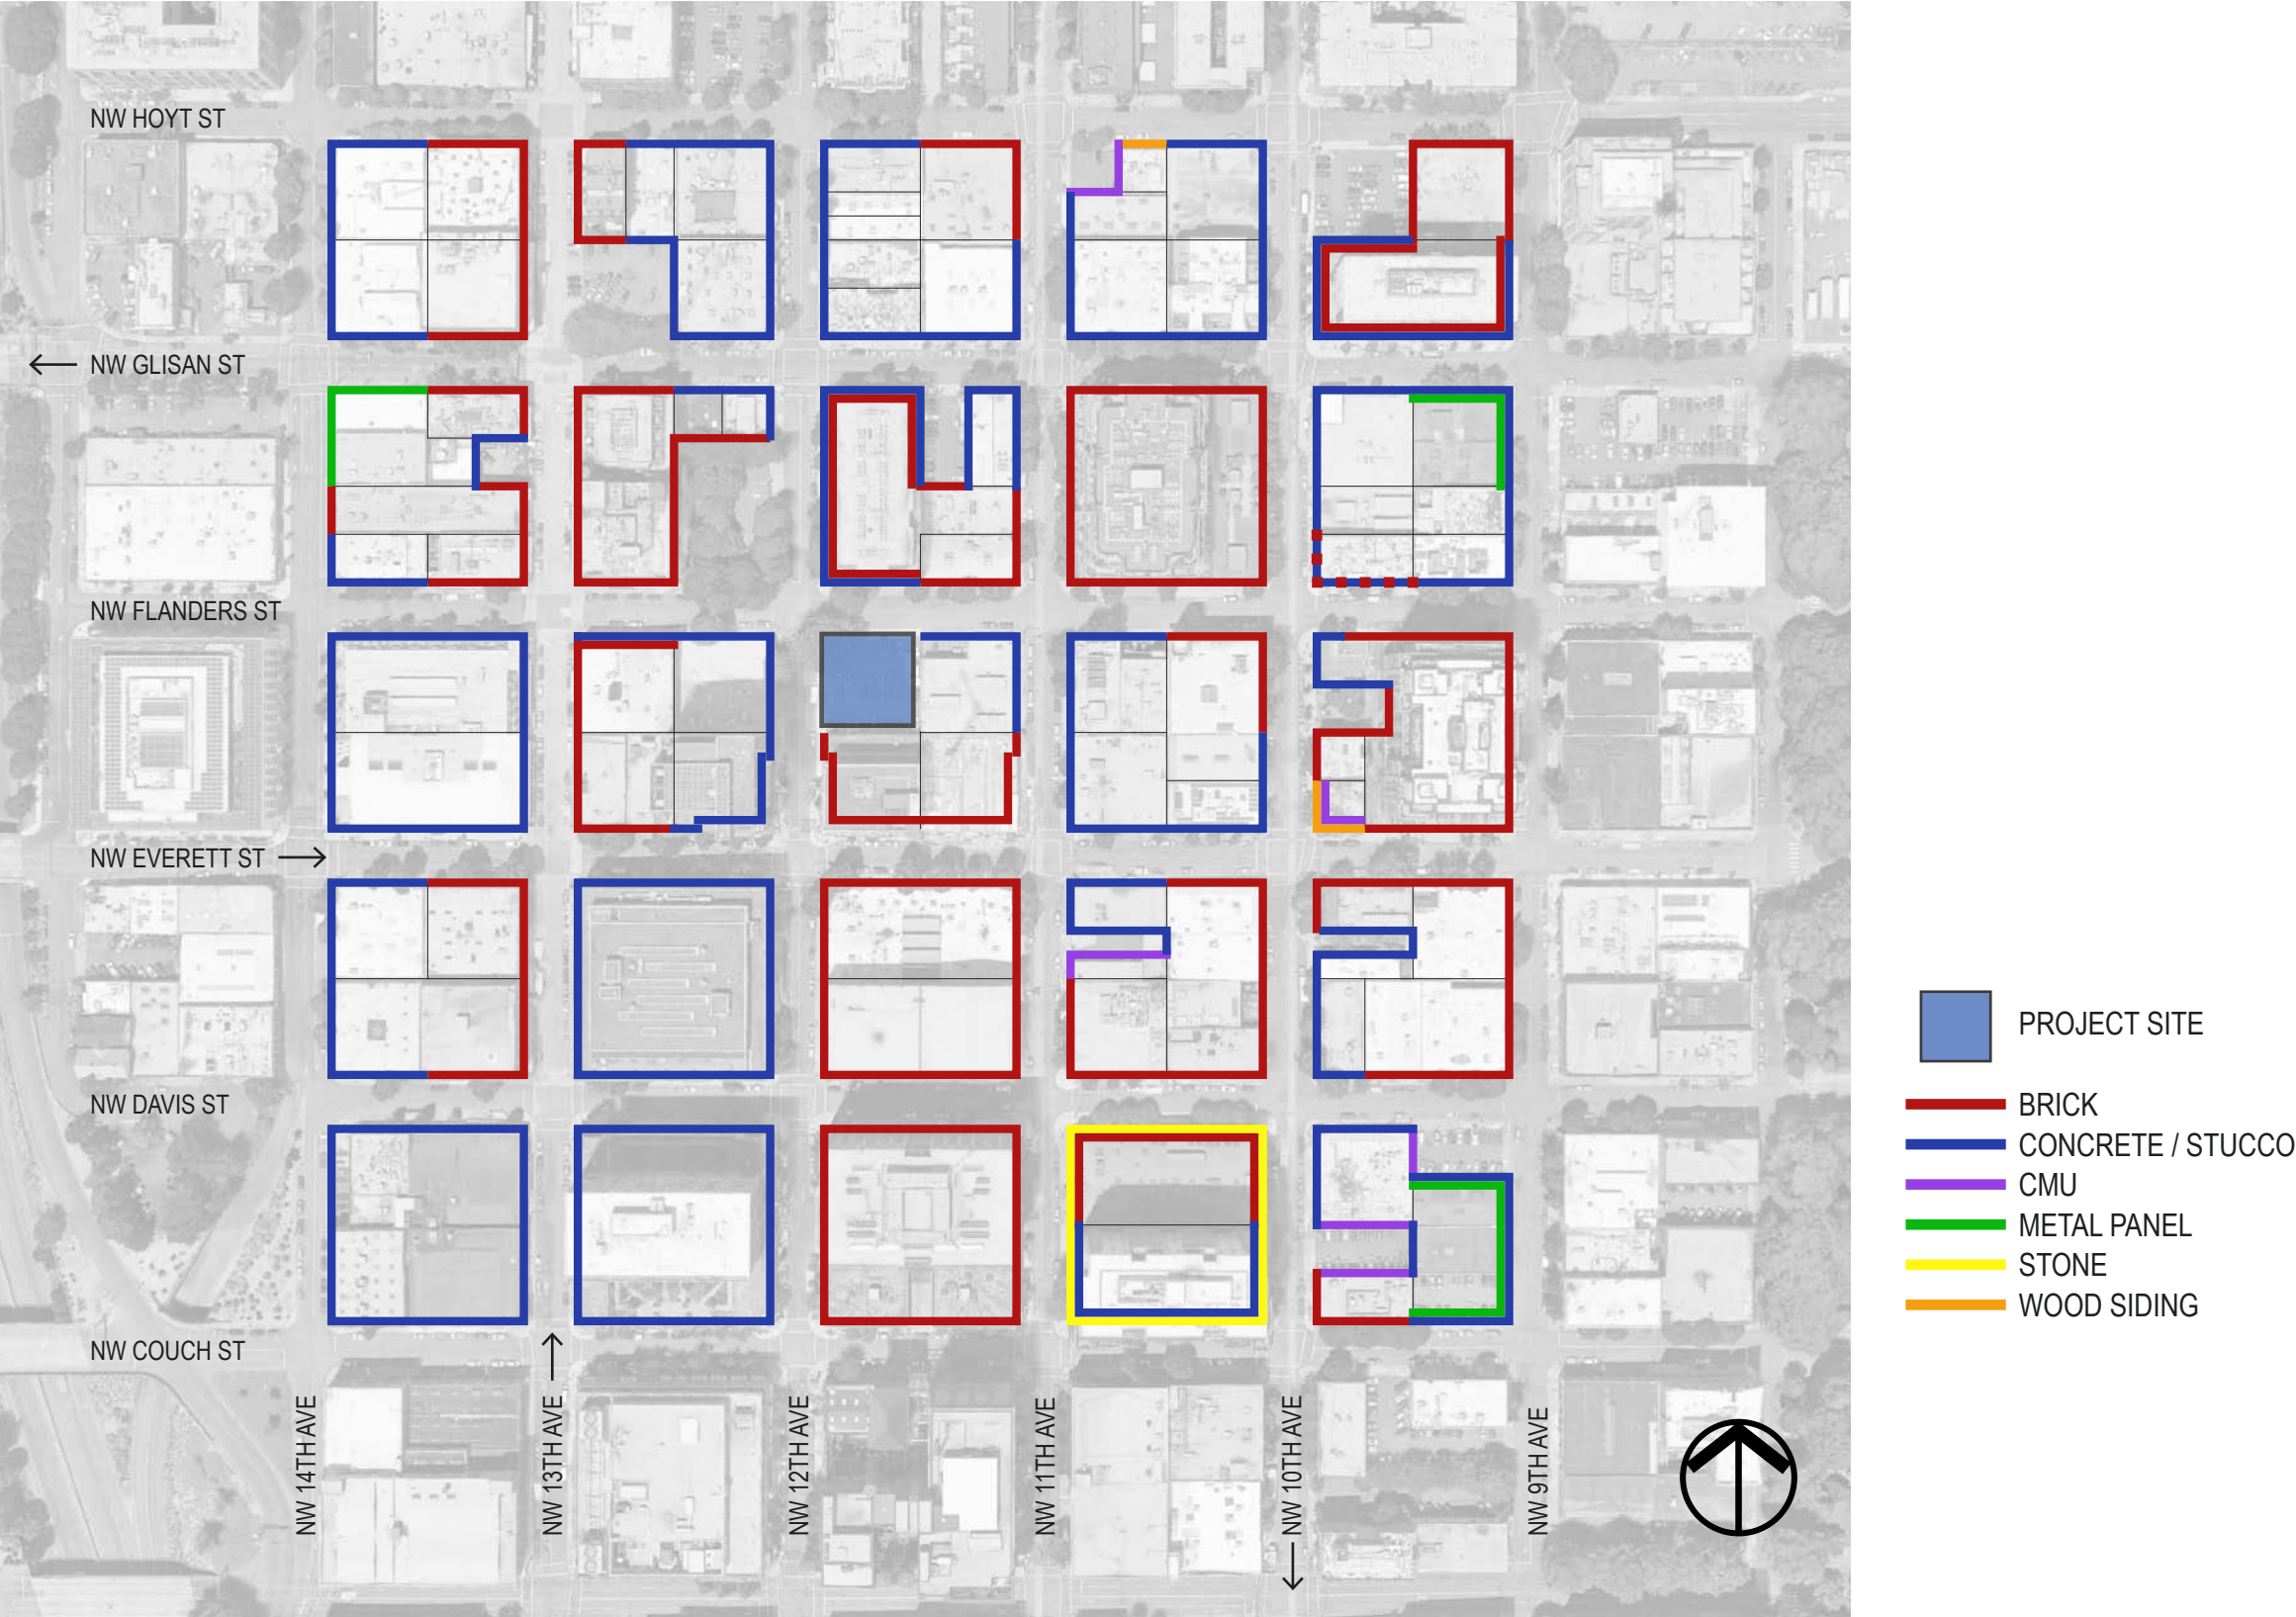 NW HOYT ST
NW GLISAN ST
NW FLANDERS ST
NW EVERETT ST
NW DAVIS ST
NW COUCH ST
NW 14TH AVE
NW 13TH AVE
NW 12TH AVE
NW 11TH AVE
NW 10TH AVE
NW 9TH AVE
PROJECT SITE
BRICK
CONCRETE / STUCCO
CMU
METAL PANEL
STONE
WOOD SIDING